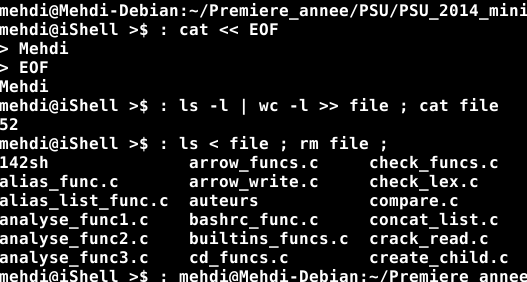 mehdi@Mehdi-Debian:~/Premiere_annee/PSU/PSU_2014_mini
mehdi@iShell >$ : cat << EOF
> Mehdi
> EOF
Mehdi
mehdi@iShell >$ : ls -l | wc -l >> file ; cat file
52
mehdi@iShell >$ : ls < file ; rm file ;
142sh arrow_funcs.c check_funcs.c
alias_func.c arrow_write.c check_lex.c
alias_list_func.c auteurs compare.c
analyse_func1.c bashrc_func.c concat_list.c
analyse_func2.c builtins_funcs.c crack_read.c
analyse_func3.c cd_funcs.c create_child.c
mehdi@iShell >$ : mehdi@Mehdi-Debian:~/Premiere_annee